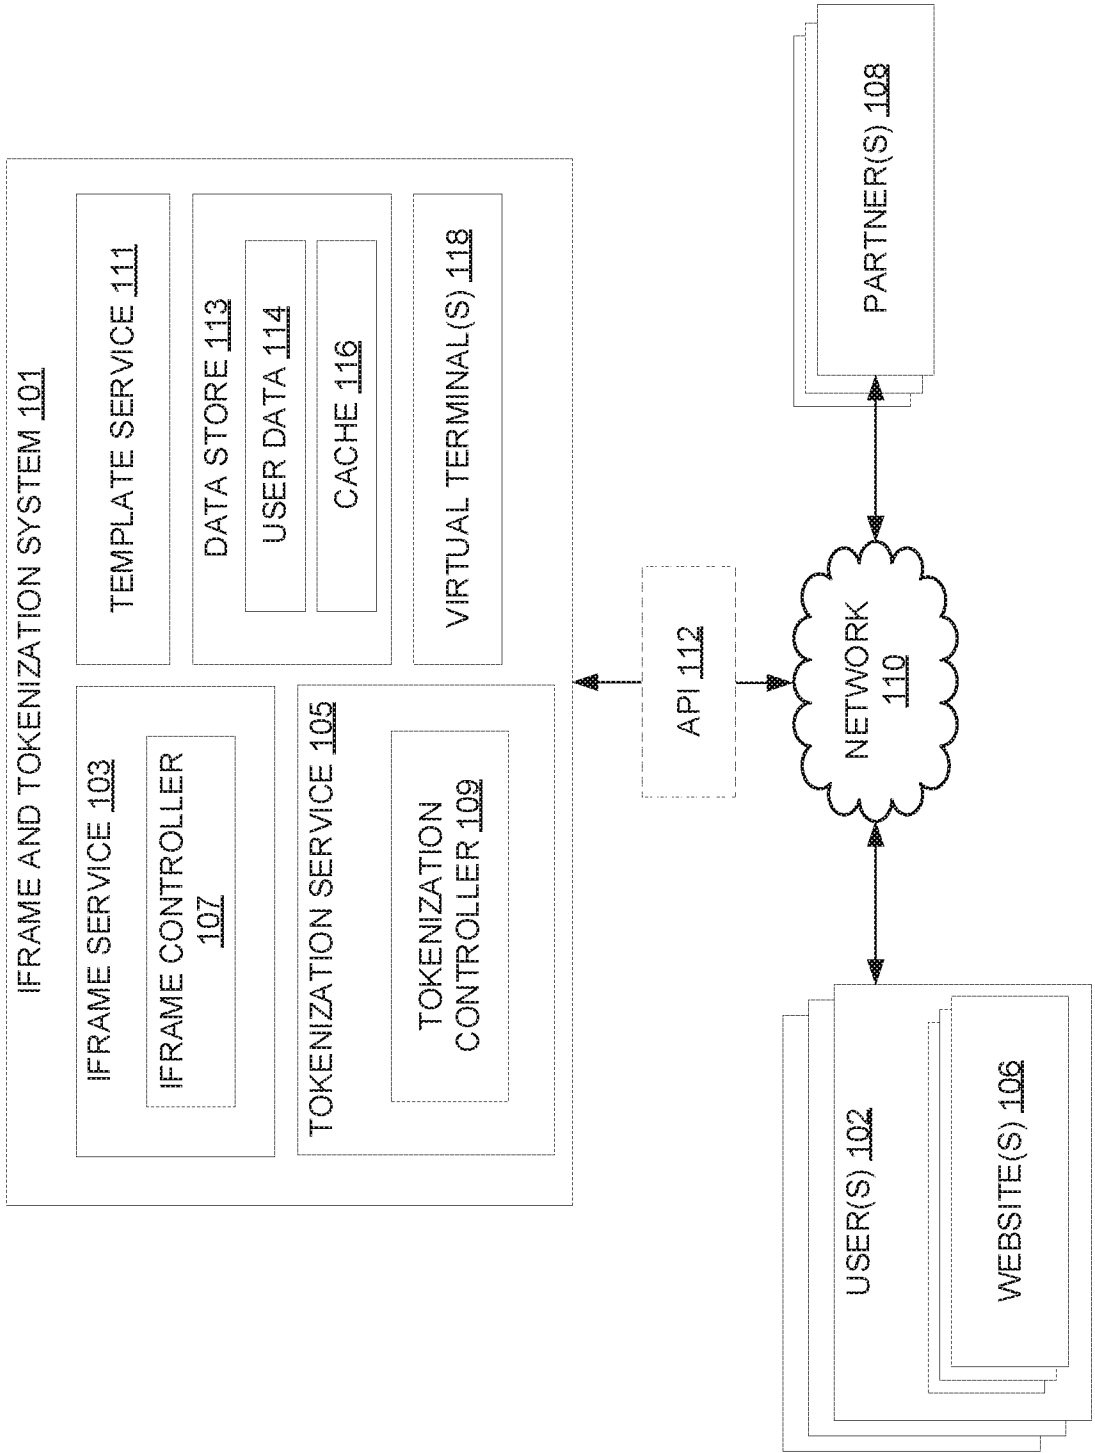 IFRAME AND TOKENIZATION SYSTEM 101
IFRAME SERVICE 103
IFRAME CONTROLLER
107
TEMPLATE SERVICE 111
DATA STORE 113
USER DATA 114
CACHE 116
TOKENIZATION SERVICE 105
TOKENIZATION
CONTROLLER 109
VIRTUAL TERMINAL(S) 118
API 112
NETWORK
110
USER(S) 102
WEBSITE(S) 106
PARTNER(S) 108